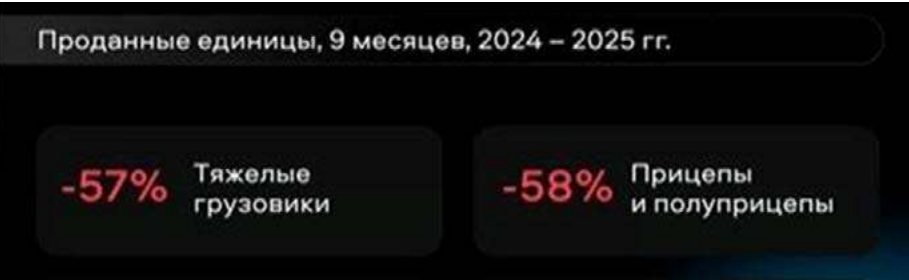 Проданные единицы, 9 месяцев, 2024 – 2025 гг.
-57%
Тяжелые
грузовики
-58%
Прицепы
и полуприцепы